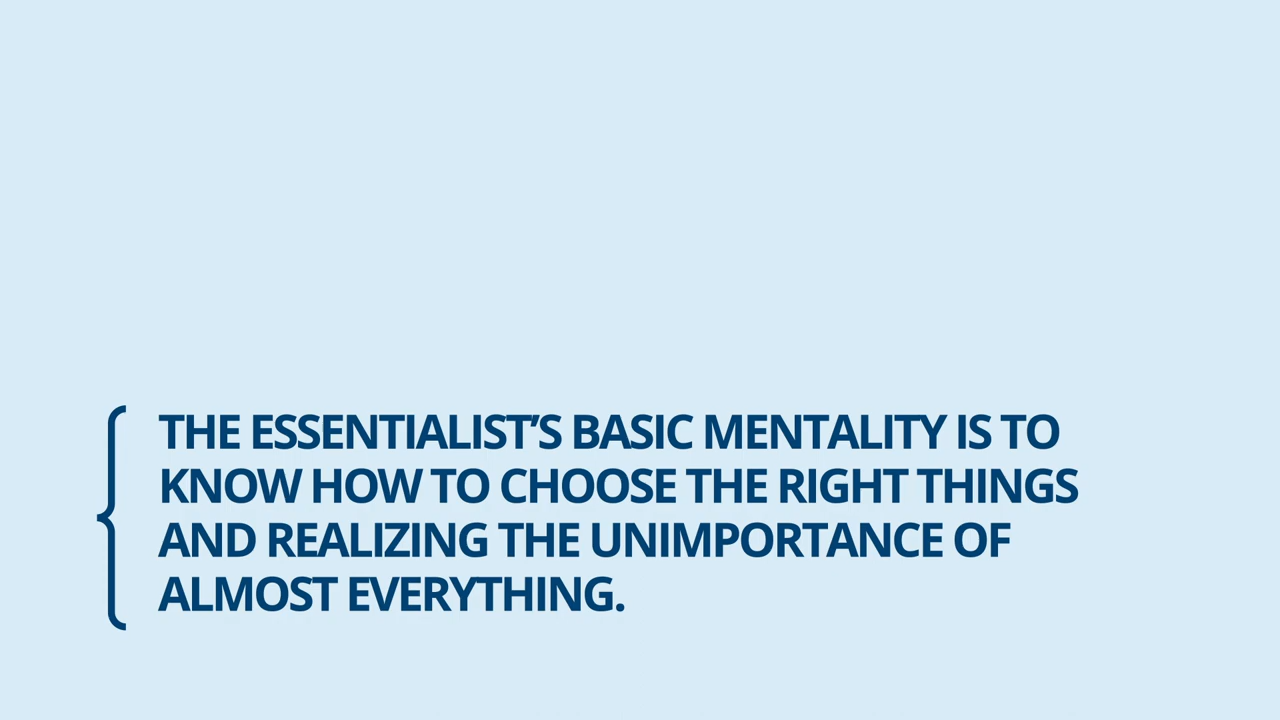 THE ESSENTIALIST’S BASIC MENTALITY IS TO
KNOW HOW TO CHOOSE THE RIGHT THINGS
AND REALIZING THE UNIMPORTANCE OF
ALMOST EVERYTHING.